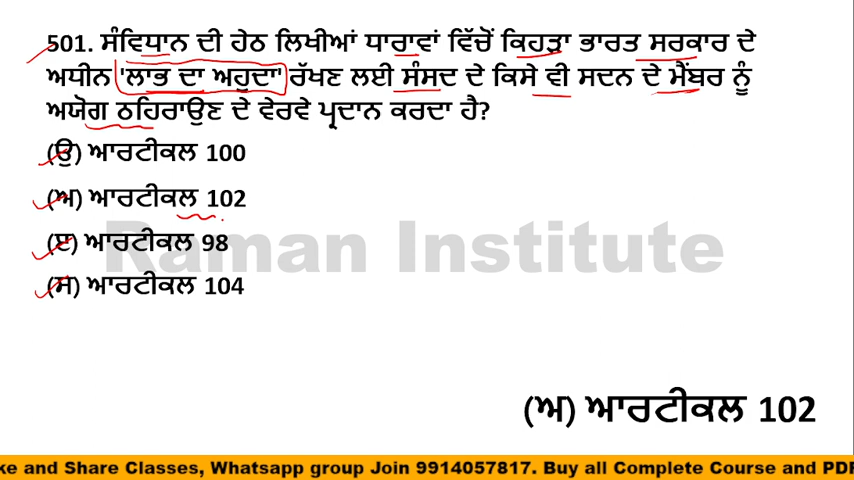 501. ਸੰਵਿਧਾਨ ਦੀ ਹੇਠ ਲਿਖੀਆਂ ਧਾਰਾਵਾਂ ਵਿੱਚੋਂ ਕਿਹੜਾ ਭਾਰਤ ਸਰਕਾਰ ਦੇ
ਅਧੀਨ 'ਲਾਭ ਦਾ ਅਹੁਦਾ' ਰੱਖਣ ਲਈ ਸੰਸਦ ਦੇ ਕਿਸੇ ਵੀ ਸਦਨ ਦੇ ਮੈਂਬਰ ਨੂੰ
ਅਯੋਗ ਠਹਿਰਾਉਣ ਦੇ ਵੇਰਵੇ ਪ੍ਰਦਾਨ ਕਰਦਾ ਹੈ?
(ੳ) ਆਰਟੀਕਲ 100
(ਅ) ਆਰਟੀਕਲ 102
(ੲ) ਆਰਟੀਕਲ 98
Raman Institute
(ਸ) ਆਰਟੀਕਲ 104
(ਅ) ਆਰਟੀਕਲ 102
ke and Share Classes, Whatsapp group Join 9914057817. Buy all Complete Course and PDF